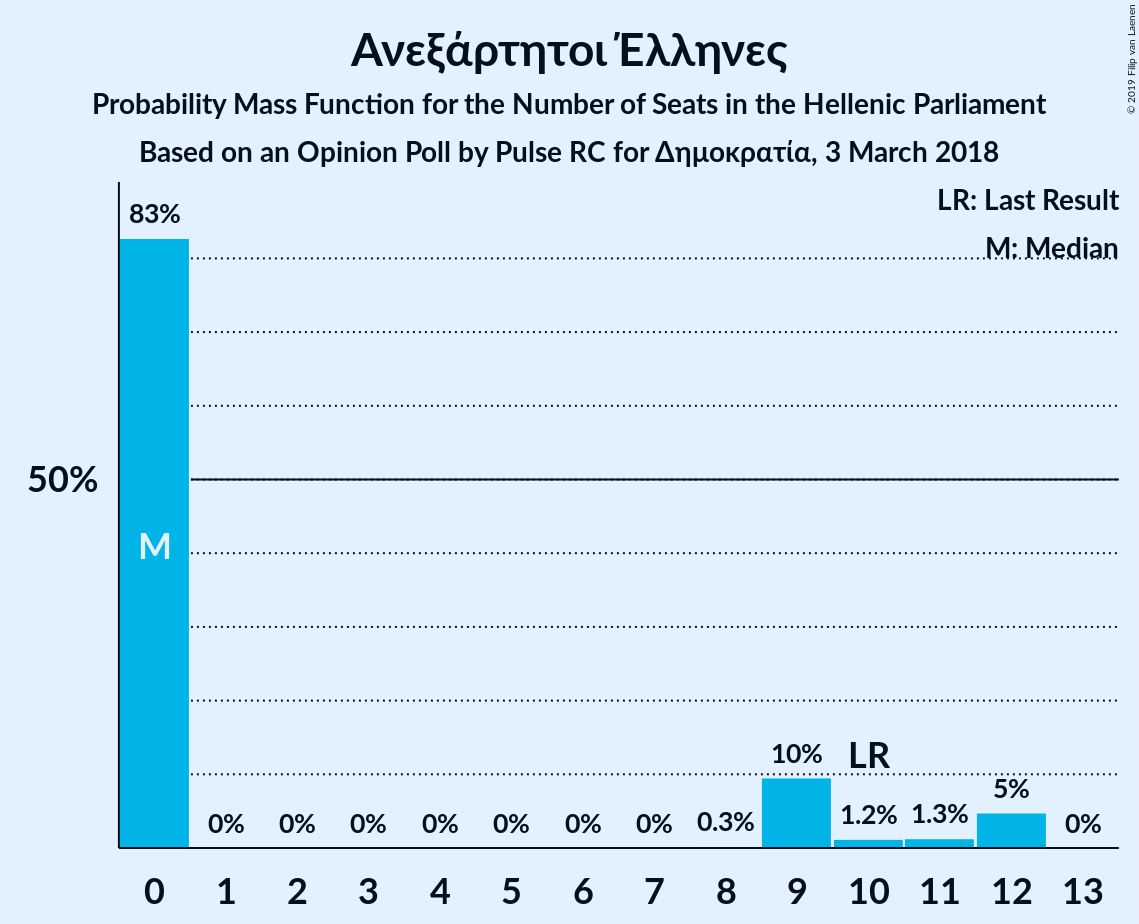 Ανεξάρτητοι Έλληνες
Probability Mass Function for the Number of Seats in the Hellenic Parliament
Based on an Opinion Poll by Pulse RC for Δημοκρατία, 3 March 2018
© 2019 Filip van Laenen
LR: Last Result
M: Median
83%
50%
M
0% 0% 0% 0% 0% 0% 0% 0.3% 10% 1.2% 1.3% 5% 0%
LR
0 1 2 3 4 5 6 7 8 9 10 11 12 13